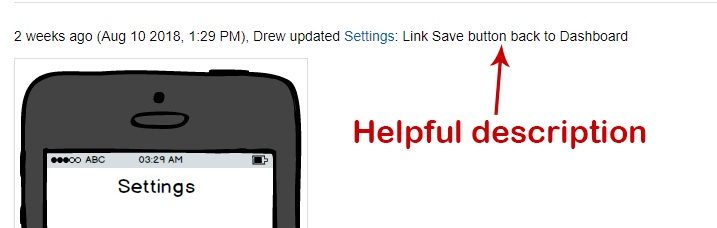 2 weeks ago (Aug 10 2018, 1:29 PM), Drew updated Settings: Link Save button back to Dashboard
Helpful description
ABC 03:29 AM
Settings